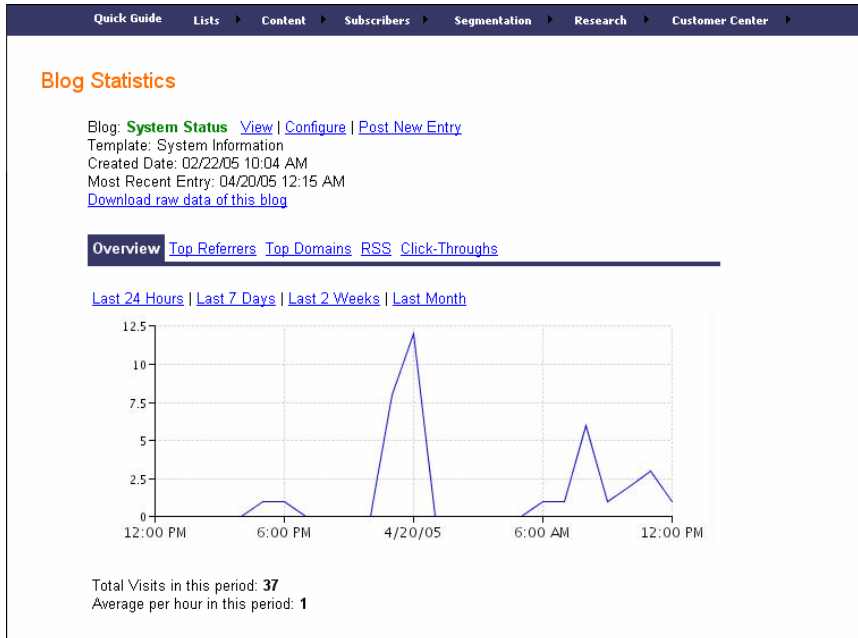 Quick Guide Lists Content Subscribers Segmentation Research Customer Center
Blog Statistics
Blog: System Status View | Configure | Post New Entry
Template: System Information
Created Date: 02/22/05 10:04 AM
Most Recent Entry: 04/20/05 12:15 AM
Download raw data of this blog
Overview Top Referrers Top Domains RSS Click-Throughs
Last 24 Hours | Last 7 Days | Last 2 Weeks | Last Month
12.5
10
7.5
5
2.5
0
12:00 PM 6:00 PM 4/20/05 6:00 AM 12:00 PM
Total Visits in this period: 37
Average per hour in this period: 1